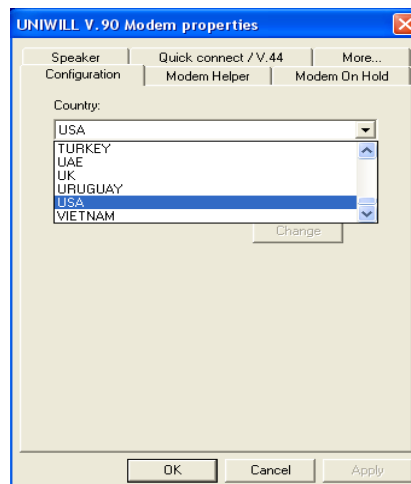 UNIWILL V.90 Modem properties
Speaker Quick connect / V.44 More...
Configuration Modem Helper Modem On Hold
Country:
USA
TURKEY
UAE
UK
URUGUAY
USA
VIETNAM
Change
OK Cancel Apply